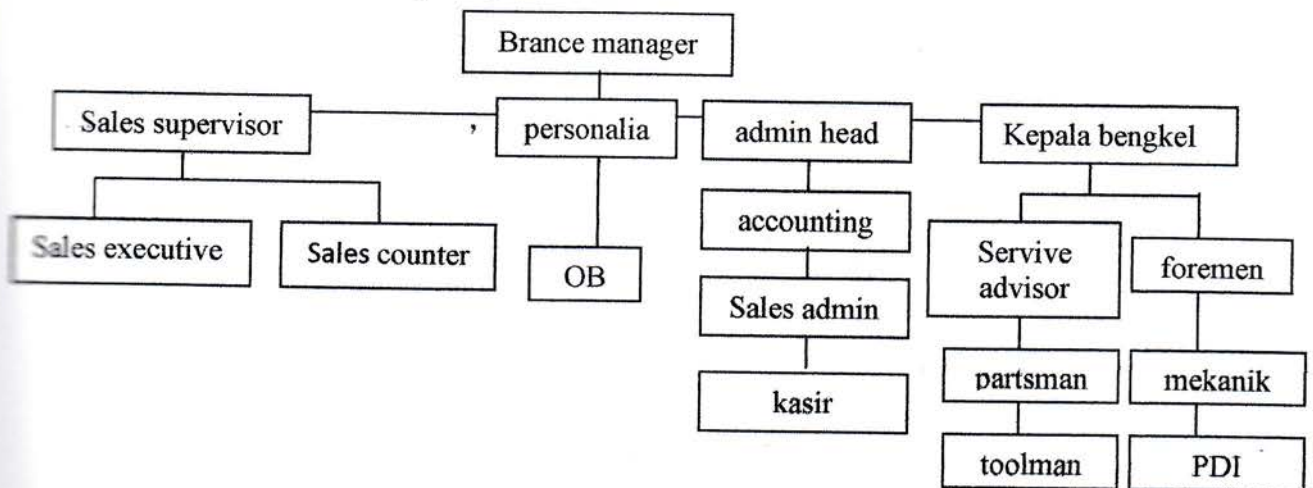 Brance manager
Sales supervisor
personalia
admin head
Kepala bengkel
Sales executive
Sales counter
OB
accounting
Sales admin
kasir
Servive
advisor
foremen
partsman
mekanik
toolman
PDI